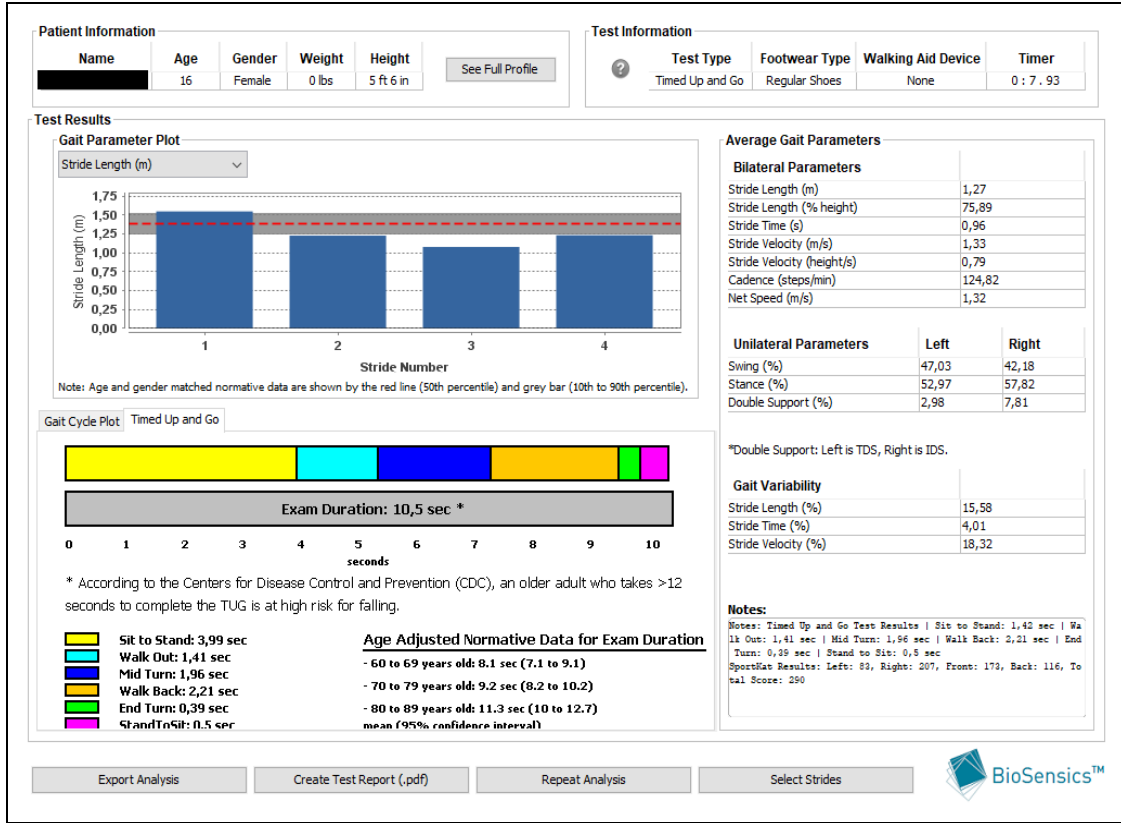 Patient Information
Name Age Gender Weight Height
16 Female 0 lbs 5 ft 6 in
See Full Profile
Test Information
?
Test Type Footwear Type Walking Aid Device Timer
Timed Up and Go Regular Shoes None 0 : 7 . 93
Test Results
Gait Parameter Plot
Stride Length (m)
1,75
1,50
1,25
1,00
0,75
0,50
0,25
0,00
Stride Length (m)
1 2 3 4
Stride Number
Note: Age and gender matched normative data are shown by the red line (50th percentile) and grey bar (10th to 90th percentile).
Gait Cycle Plot Timed Up and Go
Exam Duration: 10,5 sec *
0 1 2 3 4 5 6 7 8 9 10
seconds
* According to the Centers for Disease Control and Prevention (CDC), an older adult who takes >12
seconds to complete the TUG is at high risk for falling.
Sit to Stand: 3,99 sec
Walk Out: 1,41 sec
Mid Turn: 1,96 sec
Walk Back: 2,21 sec
End Turn: 0,39 sec
StandToSit: 0,5 sec
Age Adjusted Normative Data for Exam Duration
- 60 to 69 years old: 8.1 sec (7.1 to 9.1)
- 70 to 79 years old: 9.2 sec (8.2 to 10.2)
- 80 to 89 years old: 11.3 sec (10 to 12.7)
mean (95% confidence interval)
Average Gait Parameters
Bilateral Parameters
Stride Length (m) 1,27
Stride Length (% height) 75,89
Stride Time (s) 0,96
Stride Velocity (m/s) 1,33
Stride Velocity (height/s) 0,79
Cadence (steps/min) 124,82
Net Speed (m/s) 1,32
Unilateral Parameters Left Right
Swing (%) 47,03 42,18
Stance (%) 52,97 57,82
Double Support (%) 2,98 7,81
*Double Support: Left is TDS, Right is IDS.
Gait Variability
Stride Length (%) 15,58
Stride Time (%) 4,01
Stride Velocity (%) 18,32
Notes:
Notes: Timed Up and Go Test Results | Sit to Stand: 1,42 sec | Wa
lk Out: 1,41 sec | Mid Turn: 1,96 sec | Walk Back: 2,21 sec | End
Turn: 0,39 sec | Stand to Sit: 0,5 sec
SportKat Results: Left: 83, Right: 207, Front: 173, Back: 116, To
tal Score: 290
Export Analysis
Create Test Report (.pdf)
Repeat Analysis
Select Strides
BioSensics™